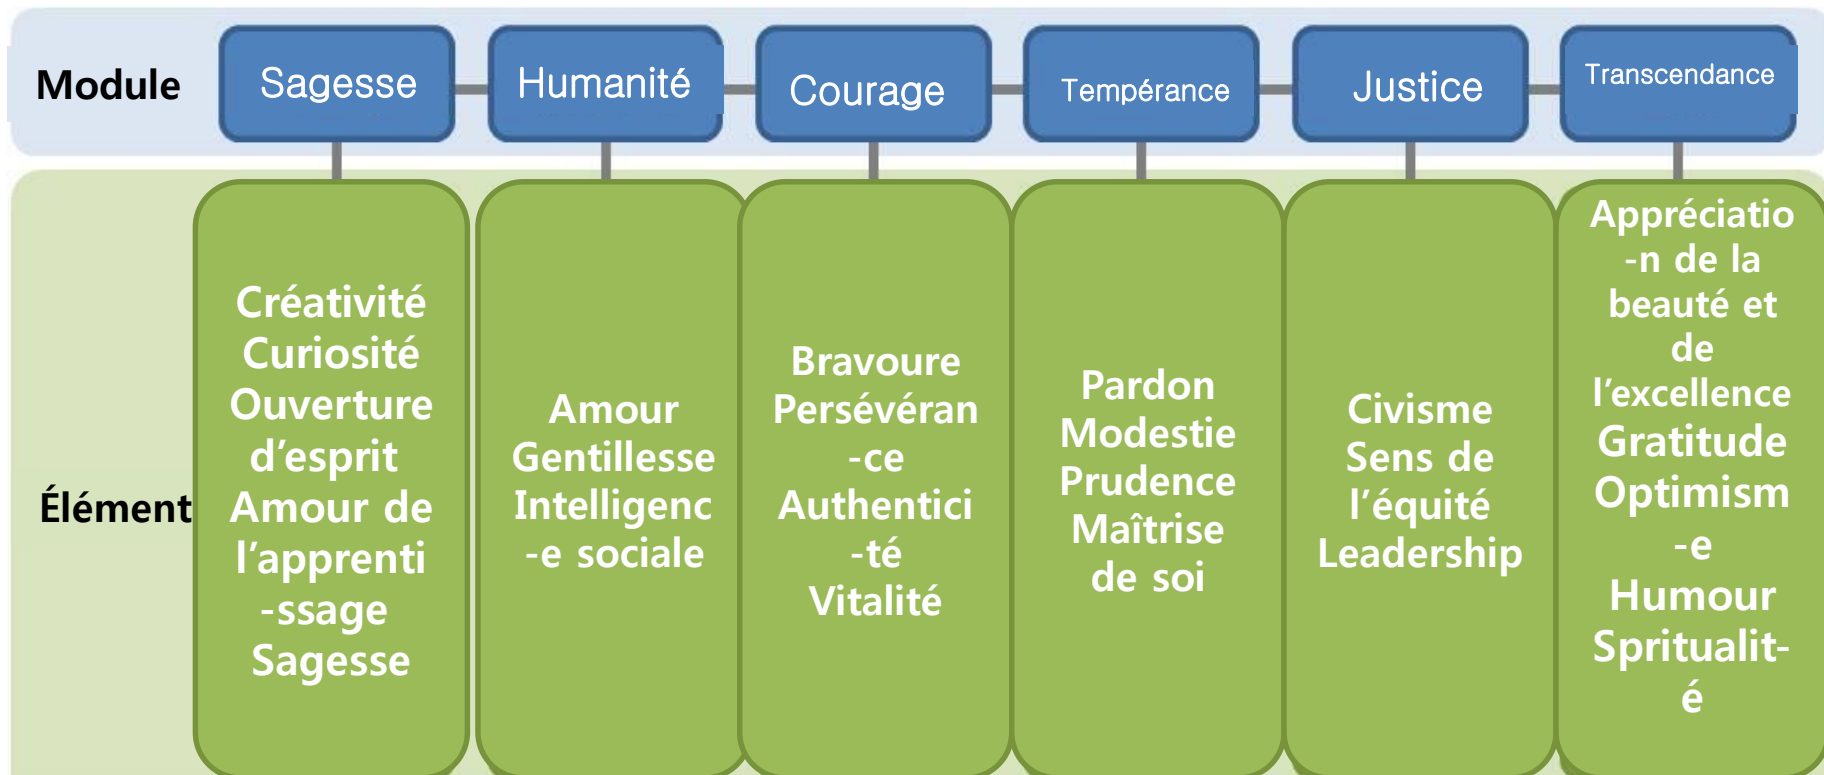 Module
Sagesse
Humanité
Courage
Tempérance
Justice
Transcendance
Élément
Créativité
Curiosité
Ouverture
d'esprit
Amour de
l'apprenti
-ssage
Sagesse
Amour
Gentillesse
Intelligenc
-e sociale
Bravoure
Persévéran
-ce
Authentici
-té
Vitalité
Pardon
Modestie
Prudence
Maîtrise
de soi
Civisme
Sens de
l'équité
Leadership
Appréciatio
-n de la
beauté et
de
l'excellence
Gratitude
Optimism
-e
Humour
Spritualit-
é